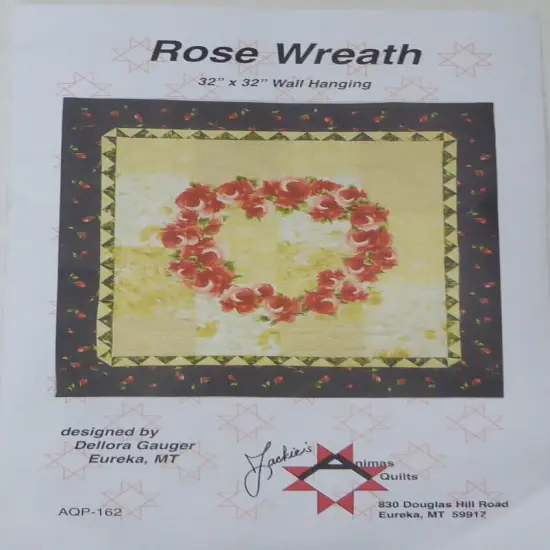 Rose Wreath
32" x 32" Wall Hanging
designed by
Dellora Gauger
Eureka, MT
Jackie's
Animas
Quilts
AQP-162
830 Douglas Hill Road
Eureka, MT 59917